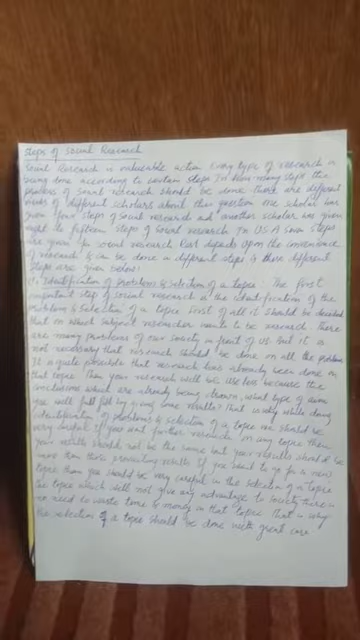 Steps of Social Research
Social Research is valuable action Every type of research is
being done according to certain steps In how many steps the
process of Social research should be done there are different
views of different scholars about this question one scholar has
given four steps of Social research and another scholar has given
eight to fifteen steps of Social research In USA Seven steps
are given for social research But depends upon the convenience
of research & can be done in different steps & these different
steps are given below:
Identification of problems & Selection of a topic: The first
important step of social research is the identification of the
Problem & Selection of a topic First of all it should be decided
that on which subject researcher wants to be research There
are many problems of our society in front of us But it is
not necessary that research should be done on all the problems
It is quite possible that research has already been done on
that topic Then your research will be useless because the
conclusions which are already being drawn, what type of aim
you will full fill by giving same results? That is why while doing
identification of problems & selection of a topic one should be
very careful If you want further research on any topic then
your results should not be the same but your results should be
more than those preceding results If you want to go for a new
topic then you should be very careful in the selection of a topic
the topic which will not give any advantage to society there is
no need to waste time & money on that topic That is why
the selection of a topic should be done with great care